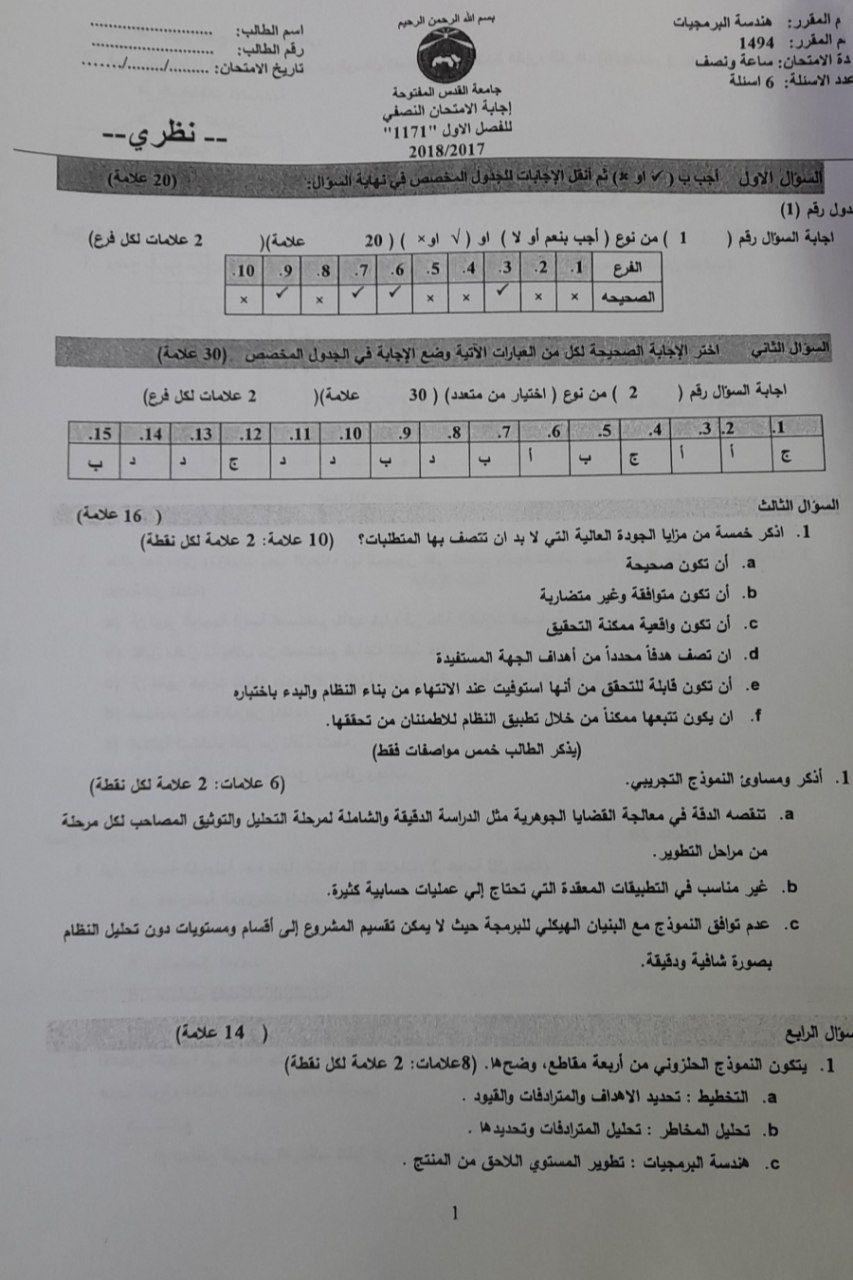 بسم الله الرحمن الرحيم
م المقرر: هندسة البرمجيات
م المقرر: 1494
دة الامتحان: ساعة ونصف
عدد الاسئلة: 6 اسئلة
جامعة القدس المفتوحة
إجابة الامتحان النصفي
للفصل الاول "1171"
2018/2017
اسم الطالب: ..............................
رقم الطالب: ..............................
تاريخ الامتحان: ........./......../.......
-- نظري --
السؤال الاول أجب ب (✓ او ×) ثم أنقل الإجابات للجدول المخصص في نهاية السؤال: (20 علامة)
دول رقم (1)
اجابة السؤال رقم ( 1 ) من نوع ( أجب بنعم أو لا ) او ( √ او × ) ( 20 علامة)( 2 علامات لكل فرع)
الفرع .1 .2 .3 .4 .5 .6 .7 .8 .9 .10
الصحيحه × × ✓ × × ✓ ✓ × ✓ ×
السؤال الثاني اختر الإجابة الصحيحة لكل من العبارات الآتية وضع الإجابة في الجدول المخصص (30 علامة)
اجابة السؤال رقم ( 2 ) من نوع ( اختيار من متعدد) ( 30 علامة)( 2 علامات لكل فرع)
.1 .2 .3 .4 .5 .6 .7 .8 .9 .10 .11 .12 .13 .14 .15
ج أ أ ج ب أ ب د ب د د ج د د ب
السؤال الثالث ( 16 علامة)
1. اذكر خمسة من مزايا الجودة العالية التي لا بد ان تتصف بها المتطلبات؟ (10 علامة: 2 علامة لكل نقطة)
a. أن تكون صحيحة
b. أن تكون متوافقة وغير متضاربة
c. أن تكون واقعية ممكنة التحقيق
d. ان تصف هدفاً محدداً من أهداف الجهة المستفيدة
e. أن تكون قابلة للتحقق من أنها استوفيت عند الانتهاء من بناء النظام والبدء باختباره
f. ان يكون تتبعها ممكناً من خلال تطبيق النظام للاطمئنان من تحققها.
(يذكر الطالب خمس مواصفات فقط)
1. أذكر ومساوئ النموذج التجريبي. (6 علامات: 2 علامة لكل نقطة)
a. تنقصه الدقة في معالجة القضايا الجوهرية مثل الدراسة الدقيقة والشاملة لمرحلة التحليل والتوثيق المصاحب لكل مرحلة
من مراحل التطوير.
b. غير مناسب في التطبيقات المعقدة التي تحتاج إلي عمليات حسابية كثيرة.
c. عدم توافق النموذج مع البنيان الهيكلي للبرمجة حيث لا يمكن تقسيم المشروع إلى أقسام ومستويات دون تحليل النظام
بصورة شافية ودقيقة.
سؤال الرابع ( 14 علامة)
1. يتكون النموذج الحلزوني من أربعة مقاطع، وضحها. (8علامات: 2 علامة لكل نقطة)
a. التخطيط : تحديد الاهداف والمترادفات والقيود .
b. تحليل المخاطر : تحليل المترادفات وتحديدها .
c. هندسة البرمجيات : تطوير المستوي اللاحق من المنتج .
1